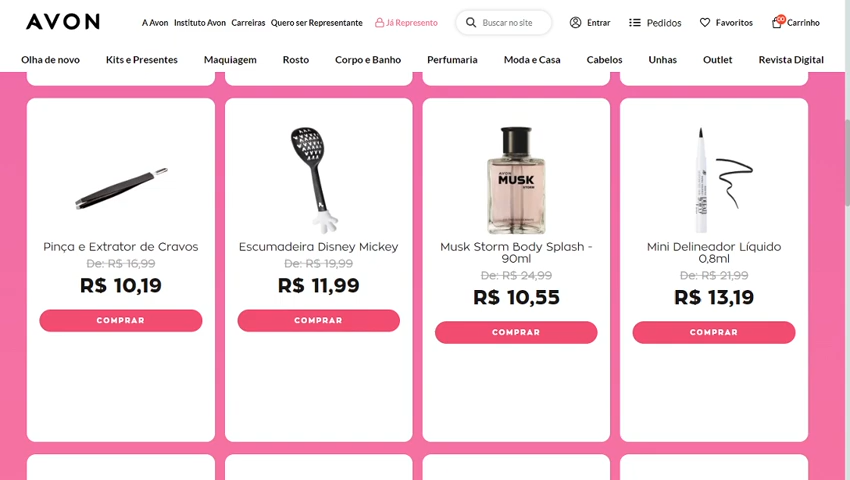 AVON
A Avon Instituto Avon Carreiras Quero ser Representante Já Represento Buscar no site Entrar Pedidos Favoritos 00 Carrinho
Olha de novo Kits e Presentes Maquiagem Rosto Corpo e Banho Perfumaria Moda e Casa Cabelos Unhas Outlet Revista Digital
Pinça e Extrator de Cravos
De: R$ 16,99
R$ 10,19
COMPRAR
Escumadeira Disney Mickey
De: R$ 19,99
R$ 11,99
COMPRAR
MUSK
STORM
Musk Storm Body Splash -
90ml
De: R$ 24,99
R$ 10,55
COMPRAR
Mini Delineador Líquido
0,8ml
De: R$ 21,99
R$ 13,19
COMPRAR